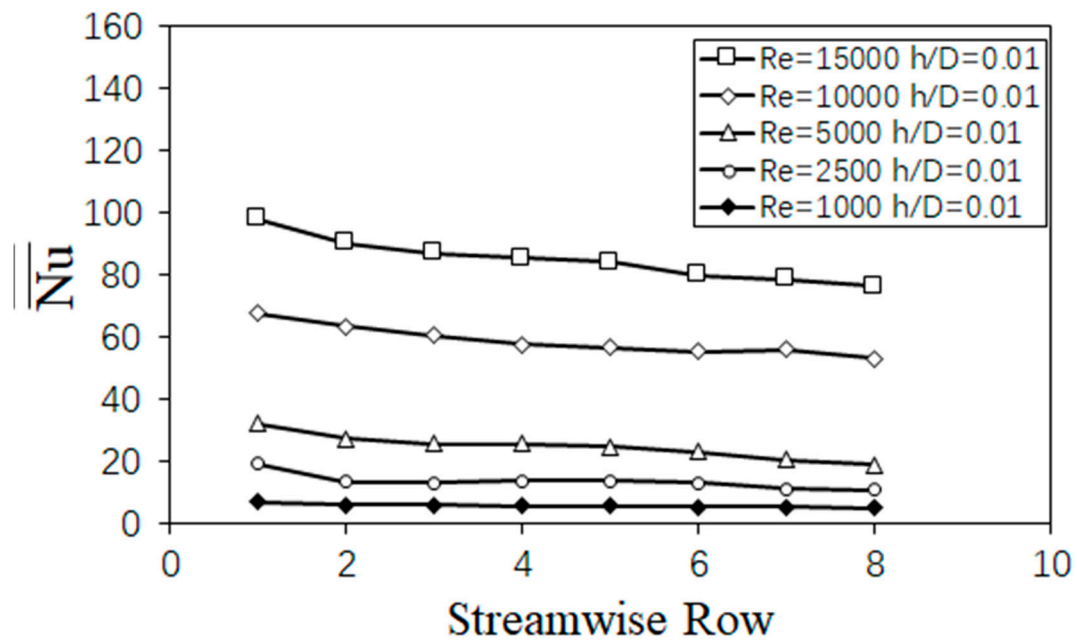 160
140
120
100
80
60
40
20
0
Nu
Re=15000 h/D=0.01
Re=10000 h/D=0.01
Re=5000 h/D=0.01
Re=2500 h/D=0.01
Re=1000 h/D=0.01
0 2 4 6 8 10
Streamwise Row